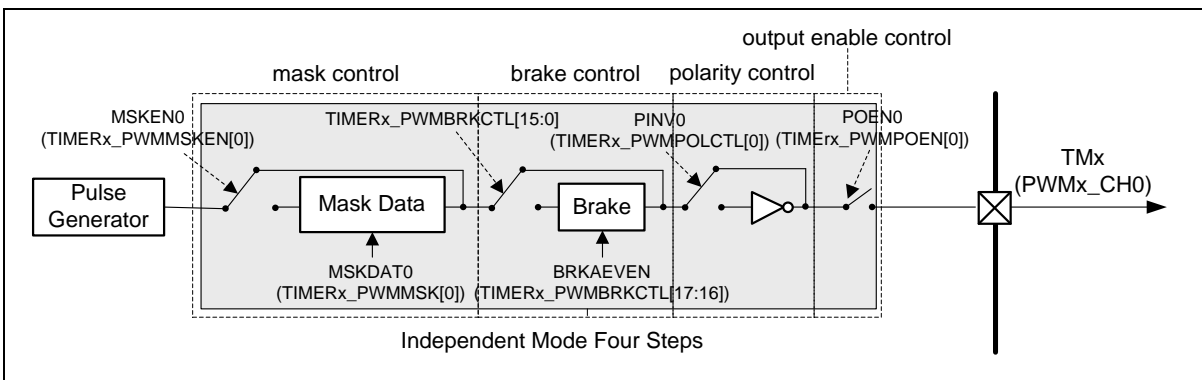 output enable control
mask control
brake control
polarity control
MSKEN0
(TIMERx_PWMMSKEN[0])
TIMERx_PWMBRKCTL[15:0]
PINV0
(TIMERx_PWMPOLCTL[0])
POEN0
(TIMErx_PWMPOEN[0])
Pulse
Generator
Mask Data
Brake
TMx
(PWMx_CH0)
MSKDAT0
(TIMERx_PWMMSK[0])
BRKAEVEN
(TIMERx_PWMBRKCTL[17:16])
Independent Mode Four Steps